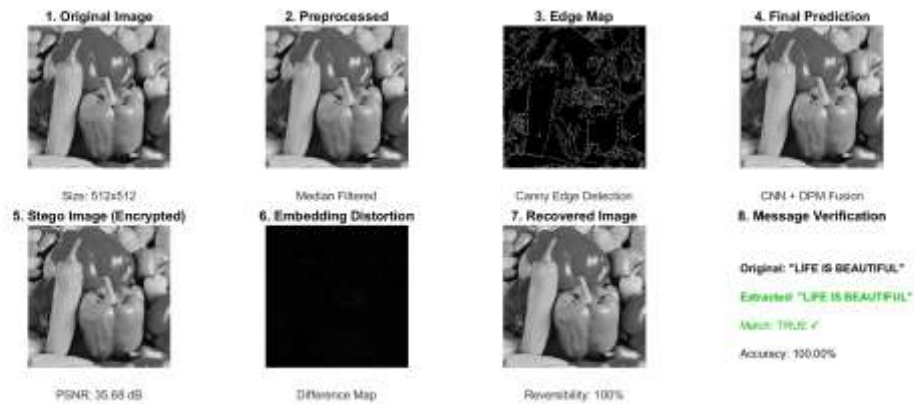 1. Original Image
2. Preprocessed
3. Edge Map
4. Final Prediction
Size: 512x512
Median Filtered
Canny Edge Detection
CNN + DPM Fusion
5. Stego Image (Encrypted)
6. Embedding Distortion
7. Recovered Image
8. Message Verification
Original: "LIFE IS BEAUTIFUL"
Extracted: "LIFE IS BEAUTIFUL"
Match: TRUE ✓
Accuracy: 100.00%
PSNR: 35.68 dB
Difference Map
Reversibility: 100%